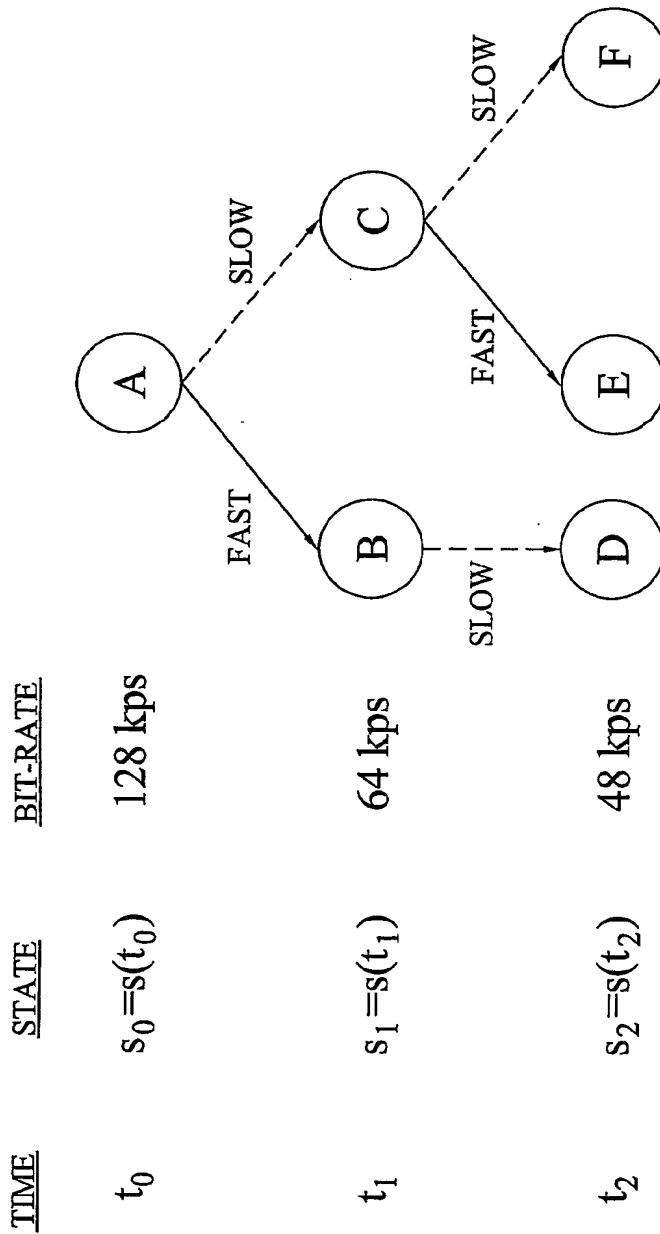 TIME STATE BIT-RATE
t₀ s₀=s(t₀) 128 kps A
FAST SLOW
t₁ s₁=s(t₁) 64 kps B C
SLOW FAST SLOW
t₂ s₂=s(t₂) 48 kps D E F